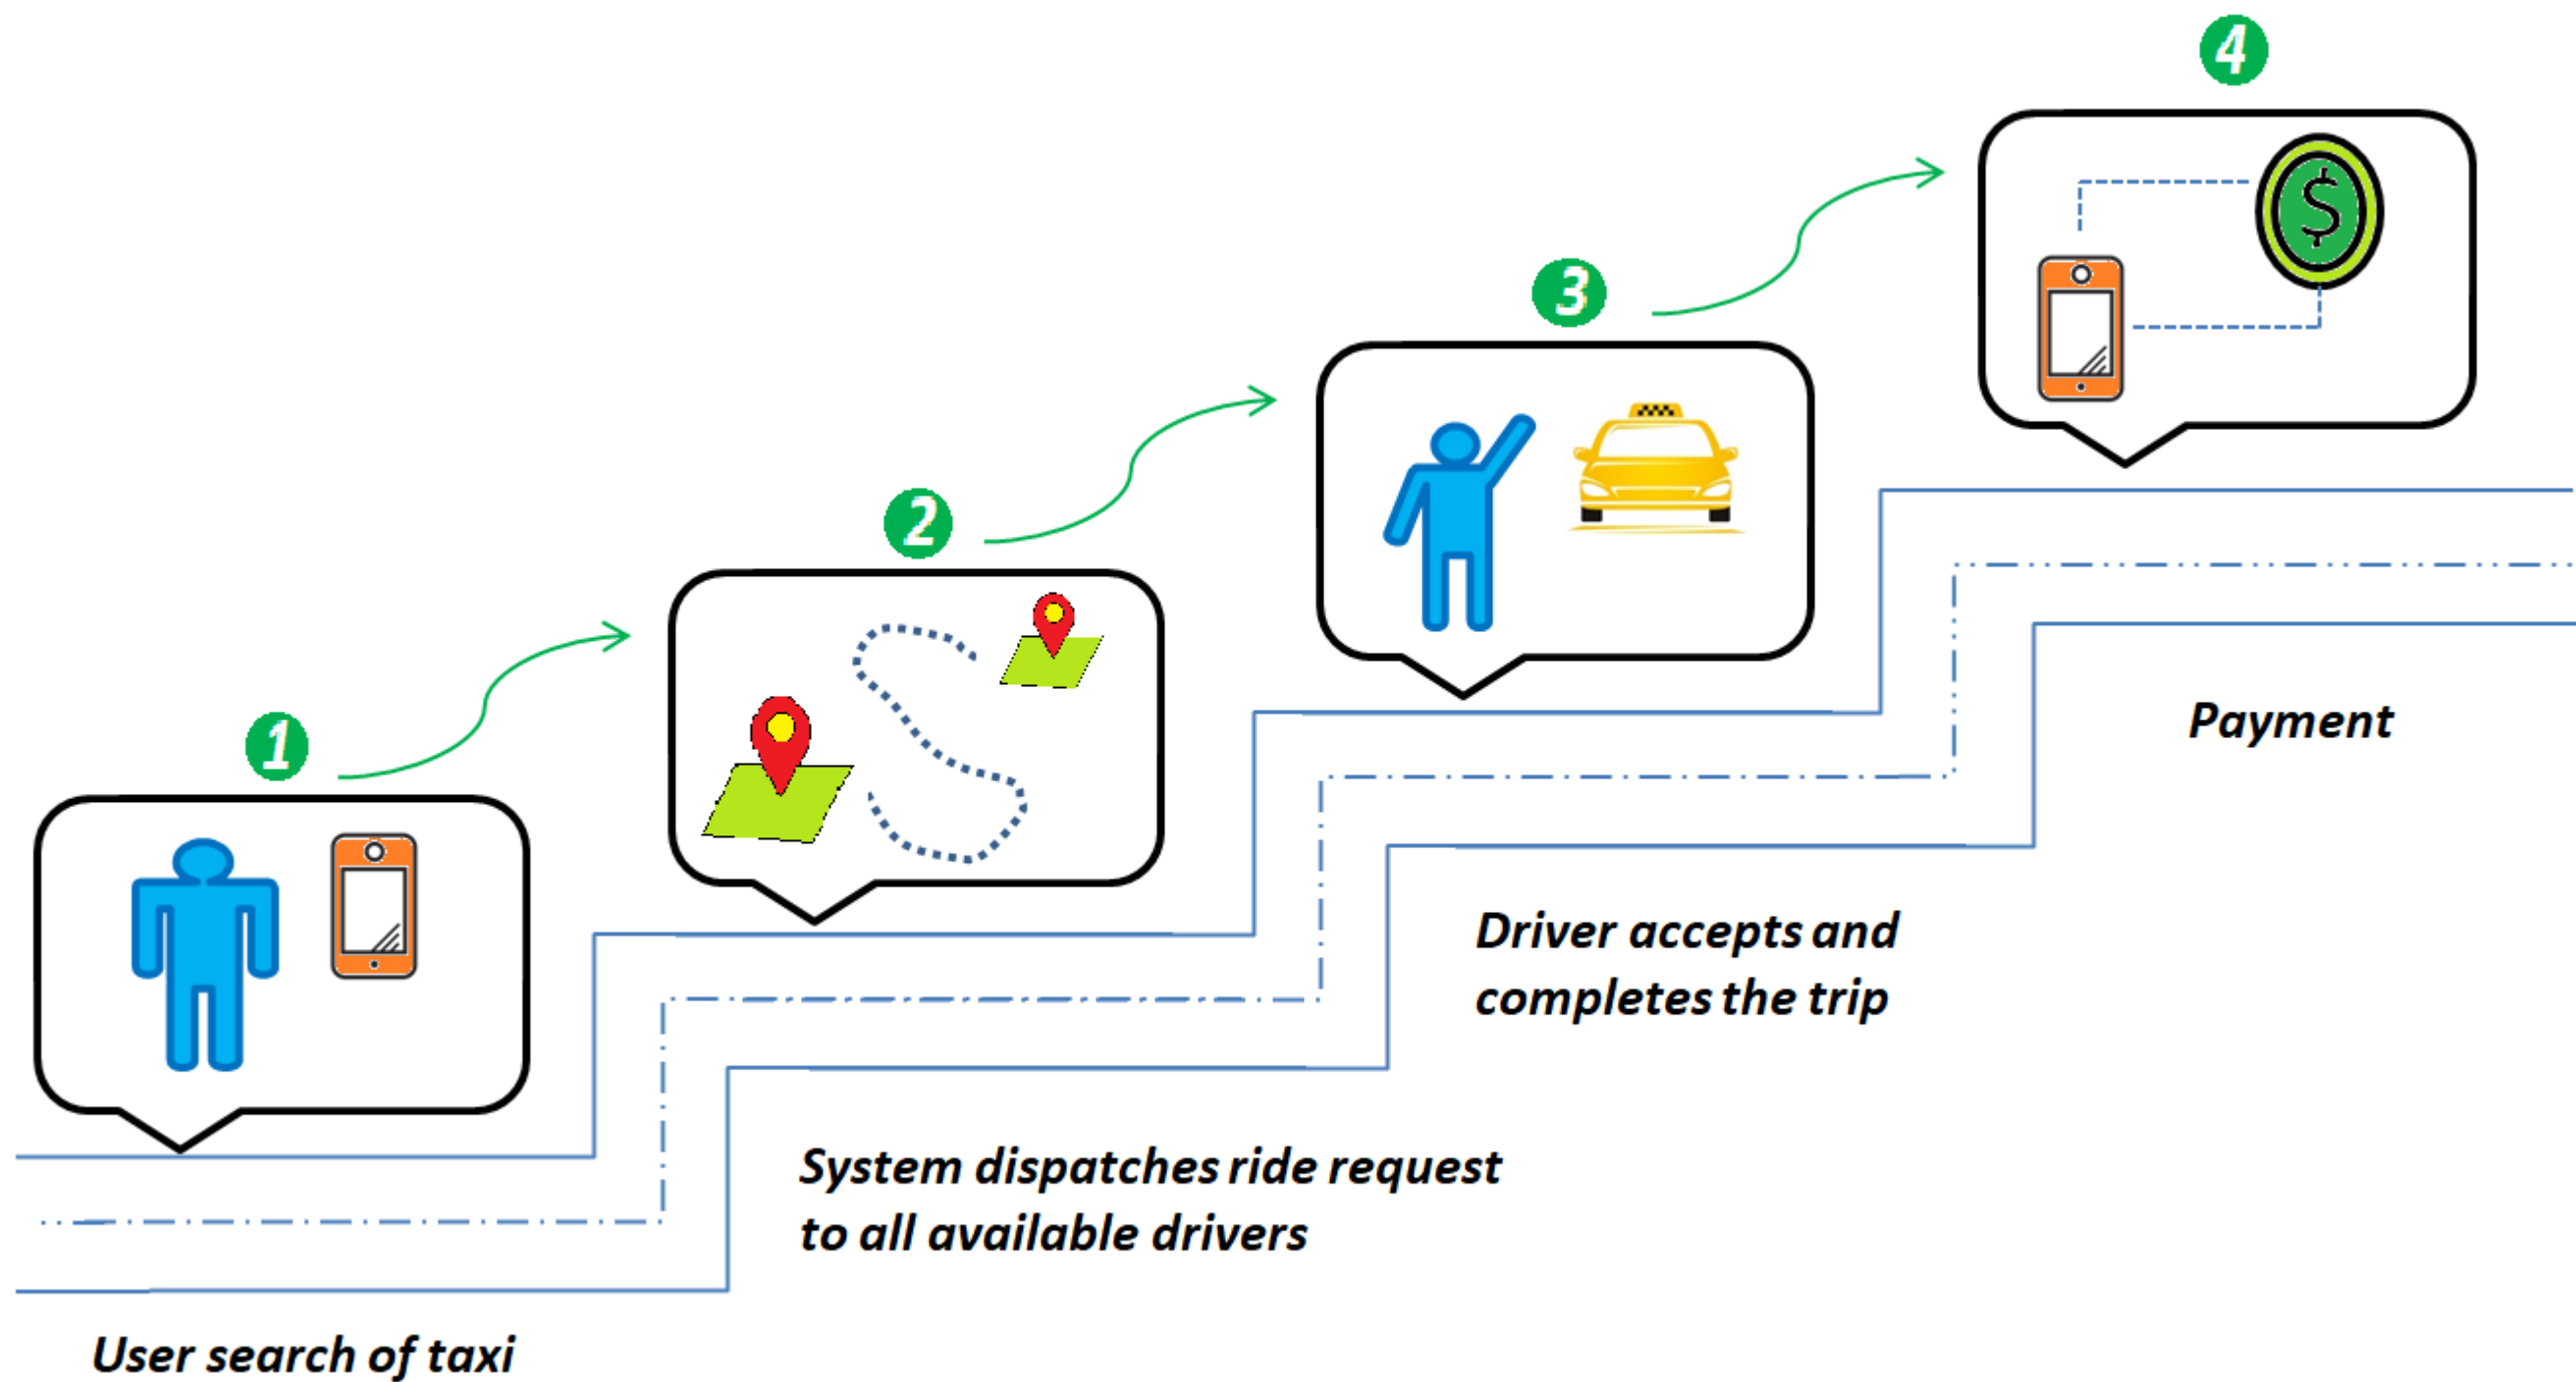 4
3
2
1
$
Payment
Driver accepts and
completes the trip
System dispatches ride request
to all available drivers
User search of taxi